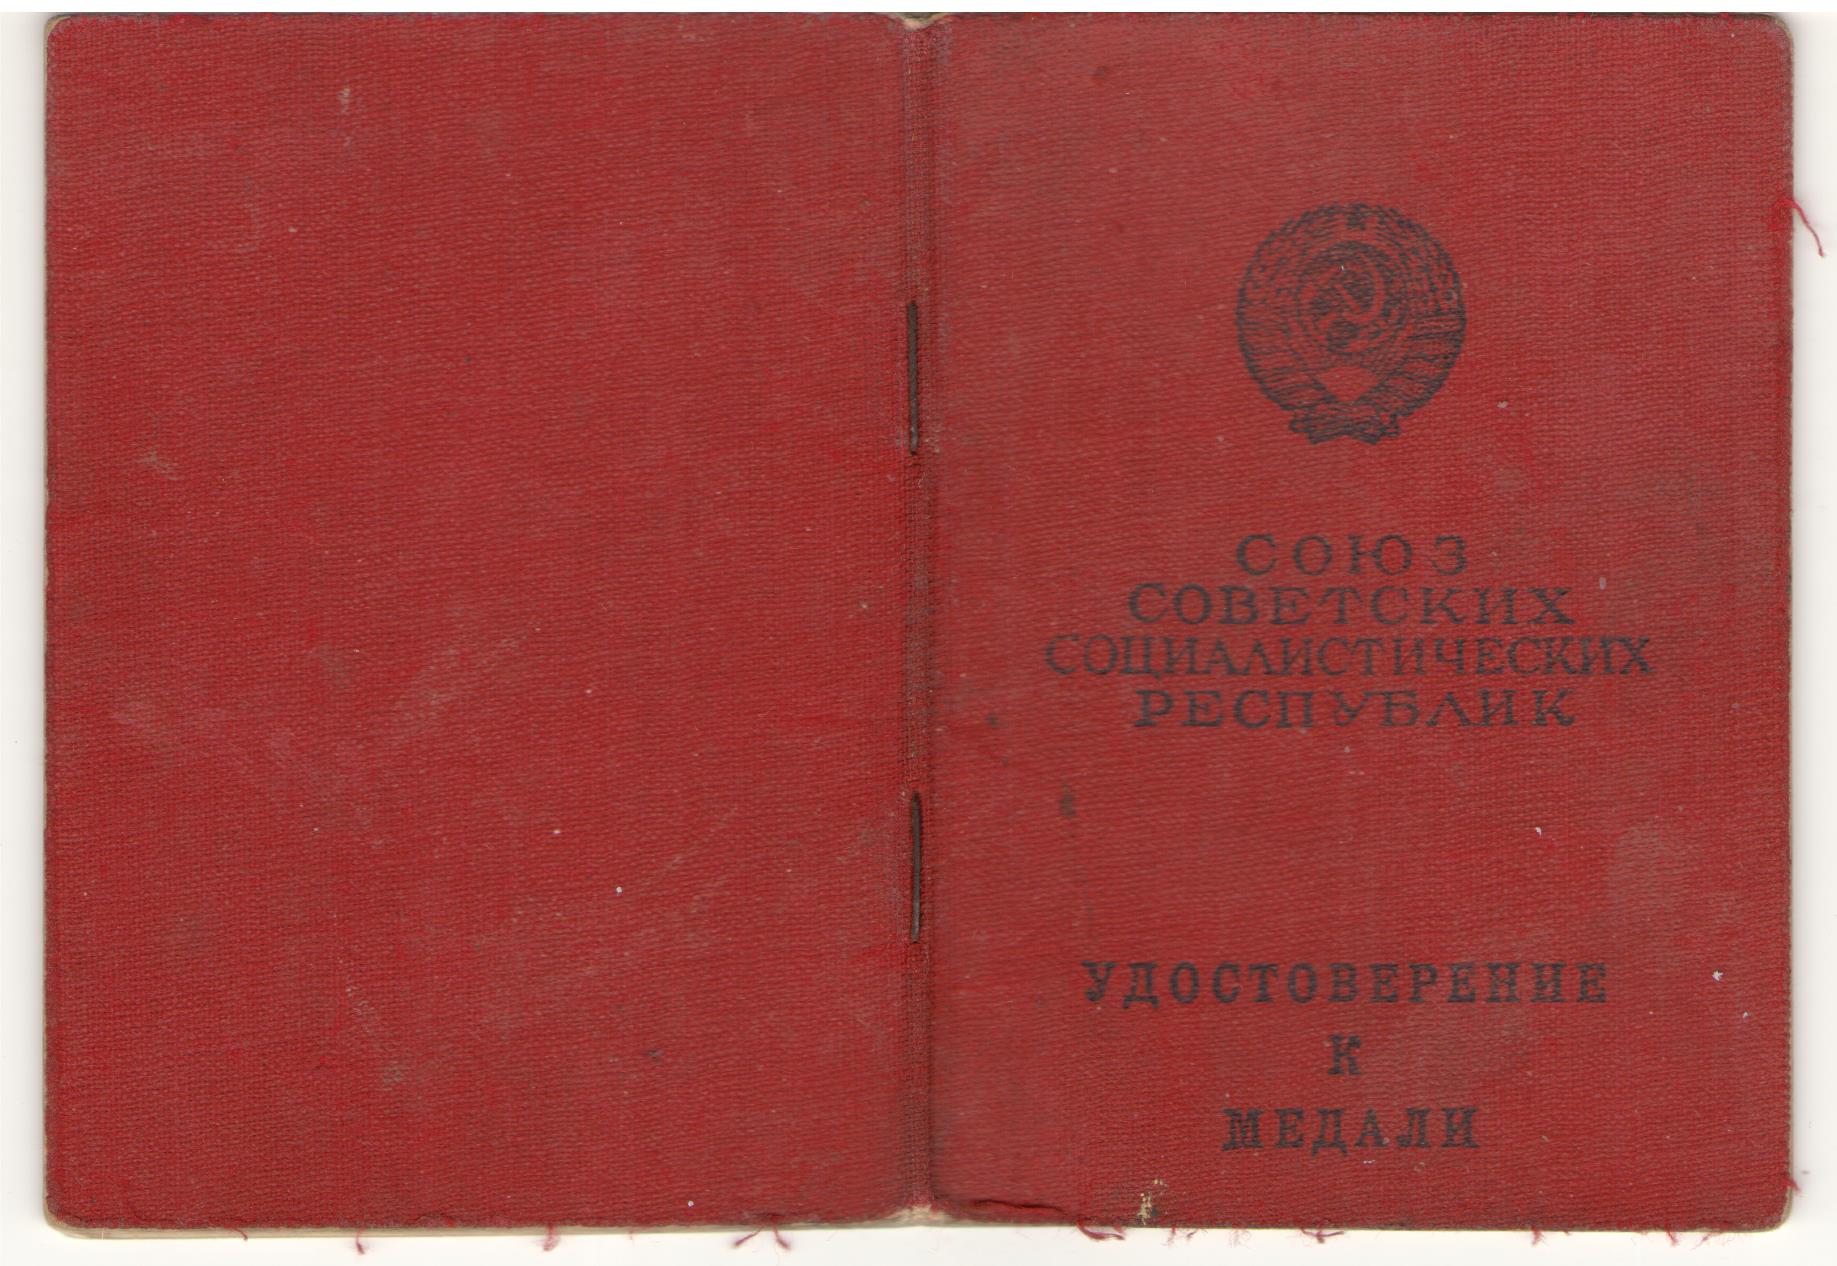 СОЮЗ
СОВЕТСКИХ
СОЦИАЛИСТИЧЕСКИХ
РЕСПУБЛИК
УДОСТОВЕРЕНИЕ
К
МЕДАЛИ